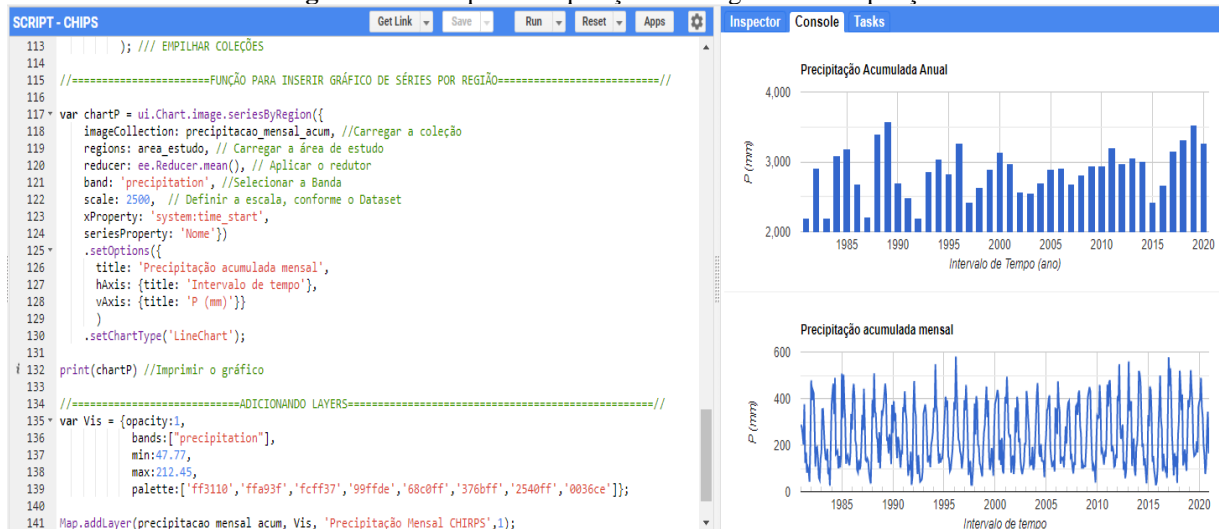 SCRIPT - CHIPS
Get Link Save Run Reset Apps
113 ); /// EMPILHAR COLEÇÕES
114
115 //=======================FUNÇÃO PARA INSERIR GRÁFICO DE SÉRIES POR REGIÃO===========================//
116
117 var chartP = ui.Chart.image.seriesByRegion({
118 imageCollection: precipitacao_mensal_acum, //Carregar a coleção
119 regions: area_estudo, // Carregar a área de estudo
120 reducer: ee.Reducer.mean(), // Aplicar o redutor
121 band: 'precipitation', //Selecionar a Banda
122 scale: 2500, // Definir a escala, conforme o Dataset
123 xProperty: 'system:time_start',
124 seriesProperty: 'Nome'})
125 .setOptions({
126 title: 'Precipitação acumulada mensal',
127 hAxis: {title: 'Intervalo de tempo'},
128 vAxis: {title: 'P (mm)'}}
129 )
130 .setChartType('LineChart');
131
i 132 print(chartP) //Imprimir o gráfico
133
134 //============================ADICIONANDO LAYERS===================================================//
135 var Vis = {opacity:1,
136 bands:["precipitation"],
137 min:47.77,
138 max:212.45,
139 palette:['ff3110','ffa93f','fcff37','99ffde','68c0ff','376bff','2540ff','0036ce']};
140
141 Map.addLayer(precipitacao_mensal_acum, Vis, 'Precipitação Mensal CHIRPS',1);
Inspector Console Tasks
Precipitação Acumulada Anual
4,000
3,000
2,000
P (mm)
1985 1990 1995 2000 2005 2010 2015 2020
Intervalo de Tempo (ano)
Precipitação acumulada mensal
600
400
200
0
P (mm)
1985 1990 1995 2000 2005 2010 2015 2020
Intervalo de tempo